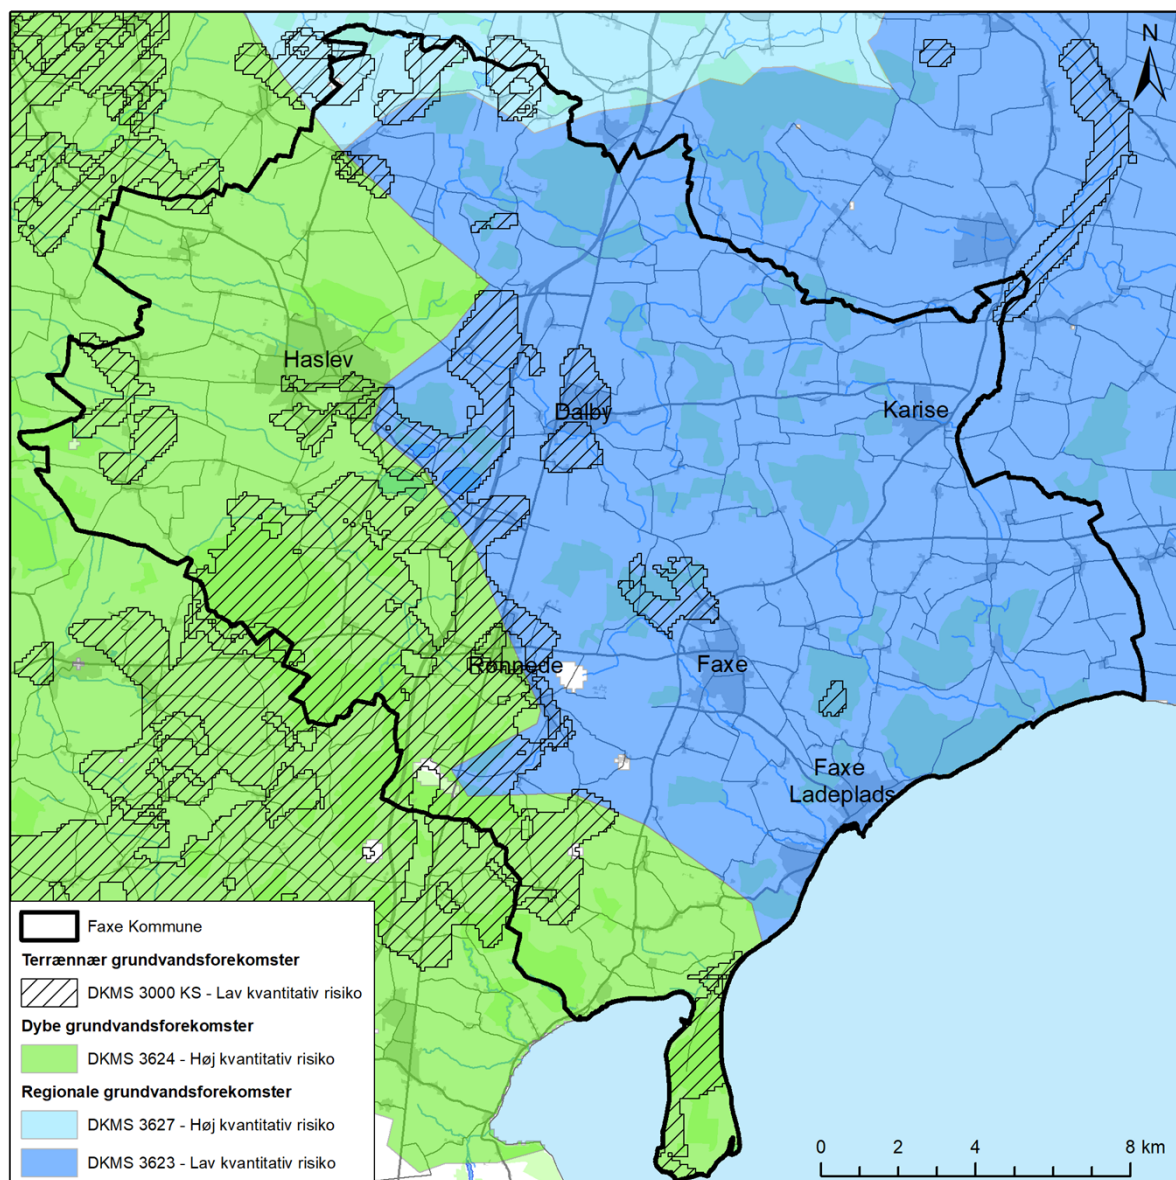 N
Haslev
Dalby
Karise
Rønnede
Faxe
Faxe
Ladeplads
Faxe Kommune
Terrænnær grundvandsforekomster
DKMS 3000 KS - Lav kvantitativ risiko
Dybe grundvandsforekomster
DKMS 3624 - Høj kvantitativ risiko
Regionale grundvandsforekomster
DKMS 3627 - Høj kvantitativ risiko
DKMS 3623 - Lav kvantitativ risiko
0 2 4 8 km